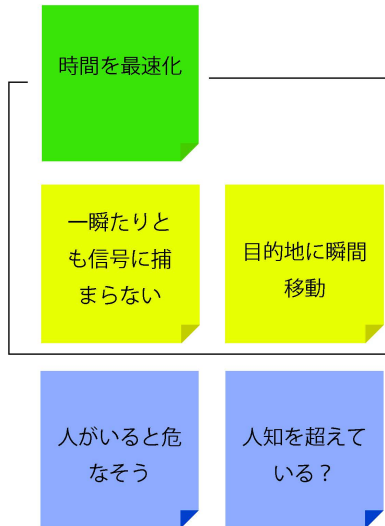 時間を最速化
一瞬たりと
も信号に捕
まらない
目的地に瞬間
移動
人がいると危
なそう
人知を超えて
いる？